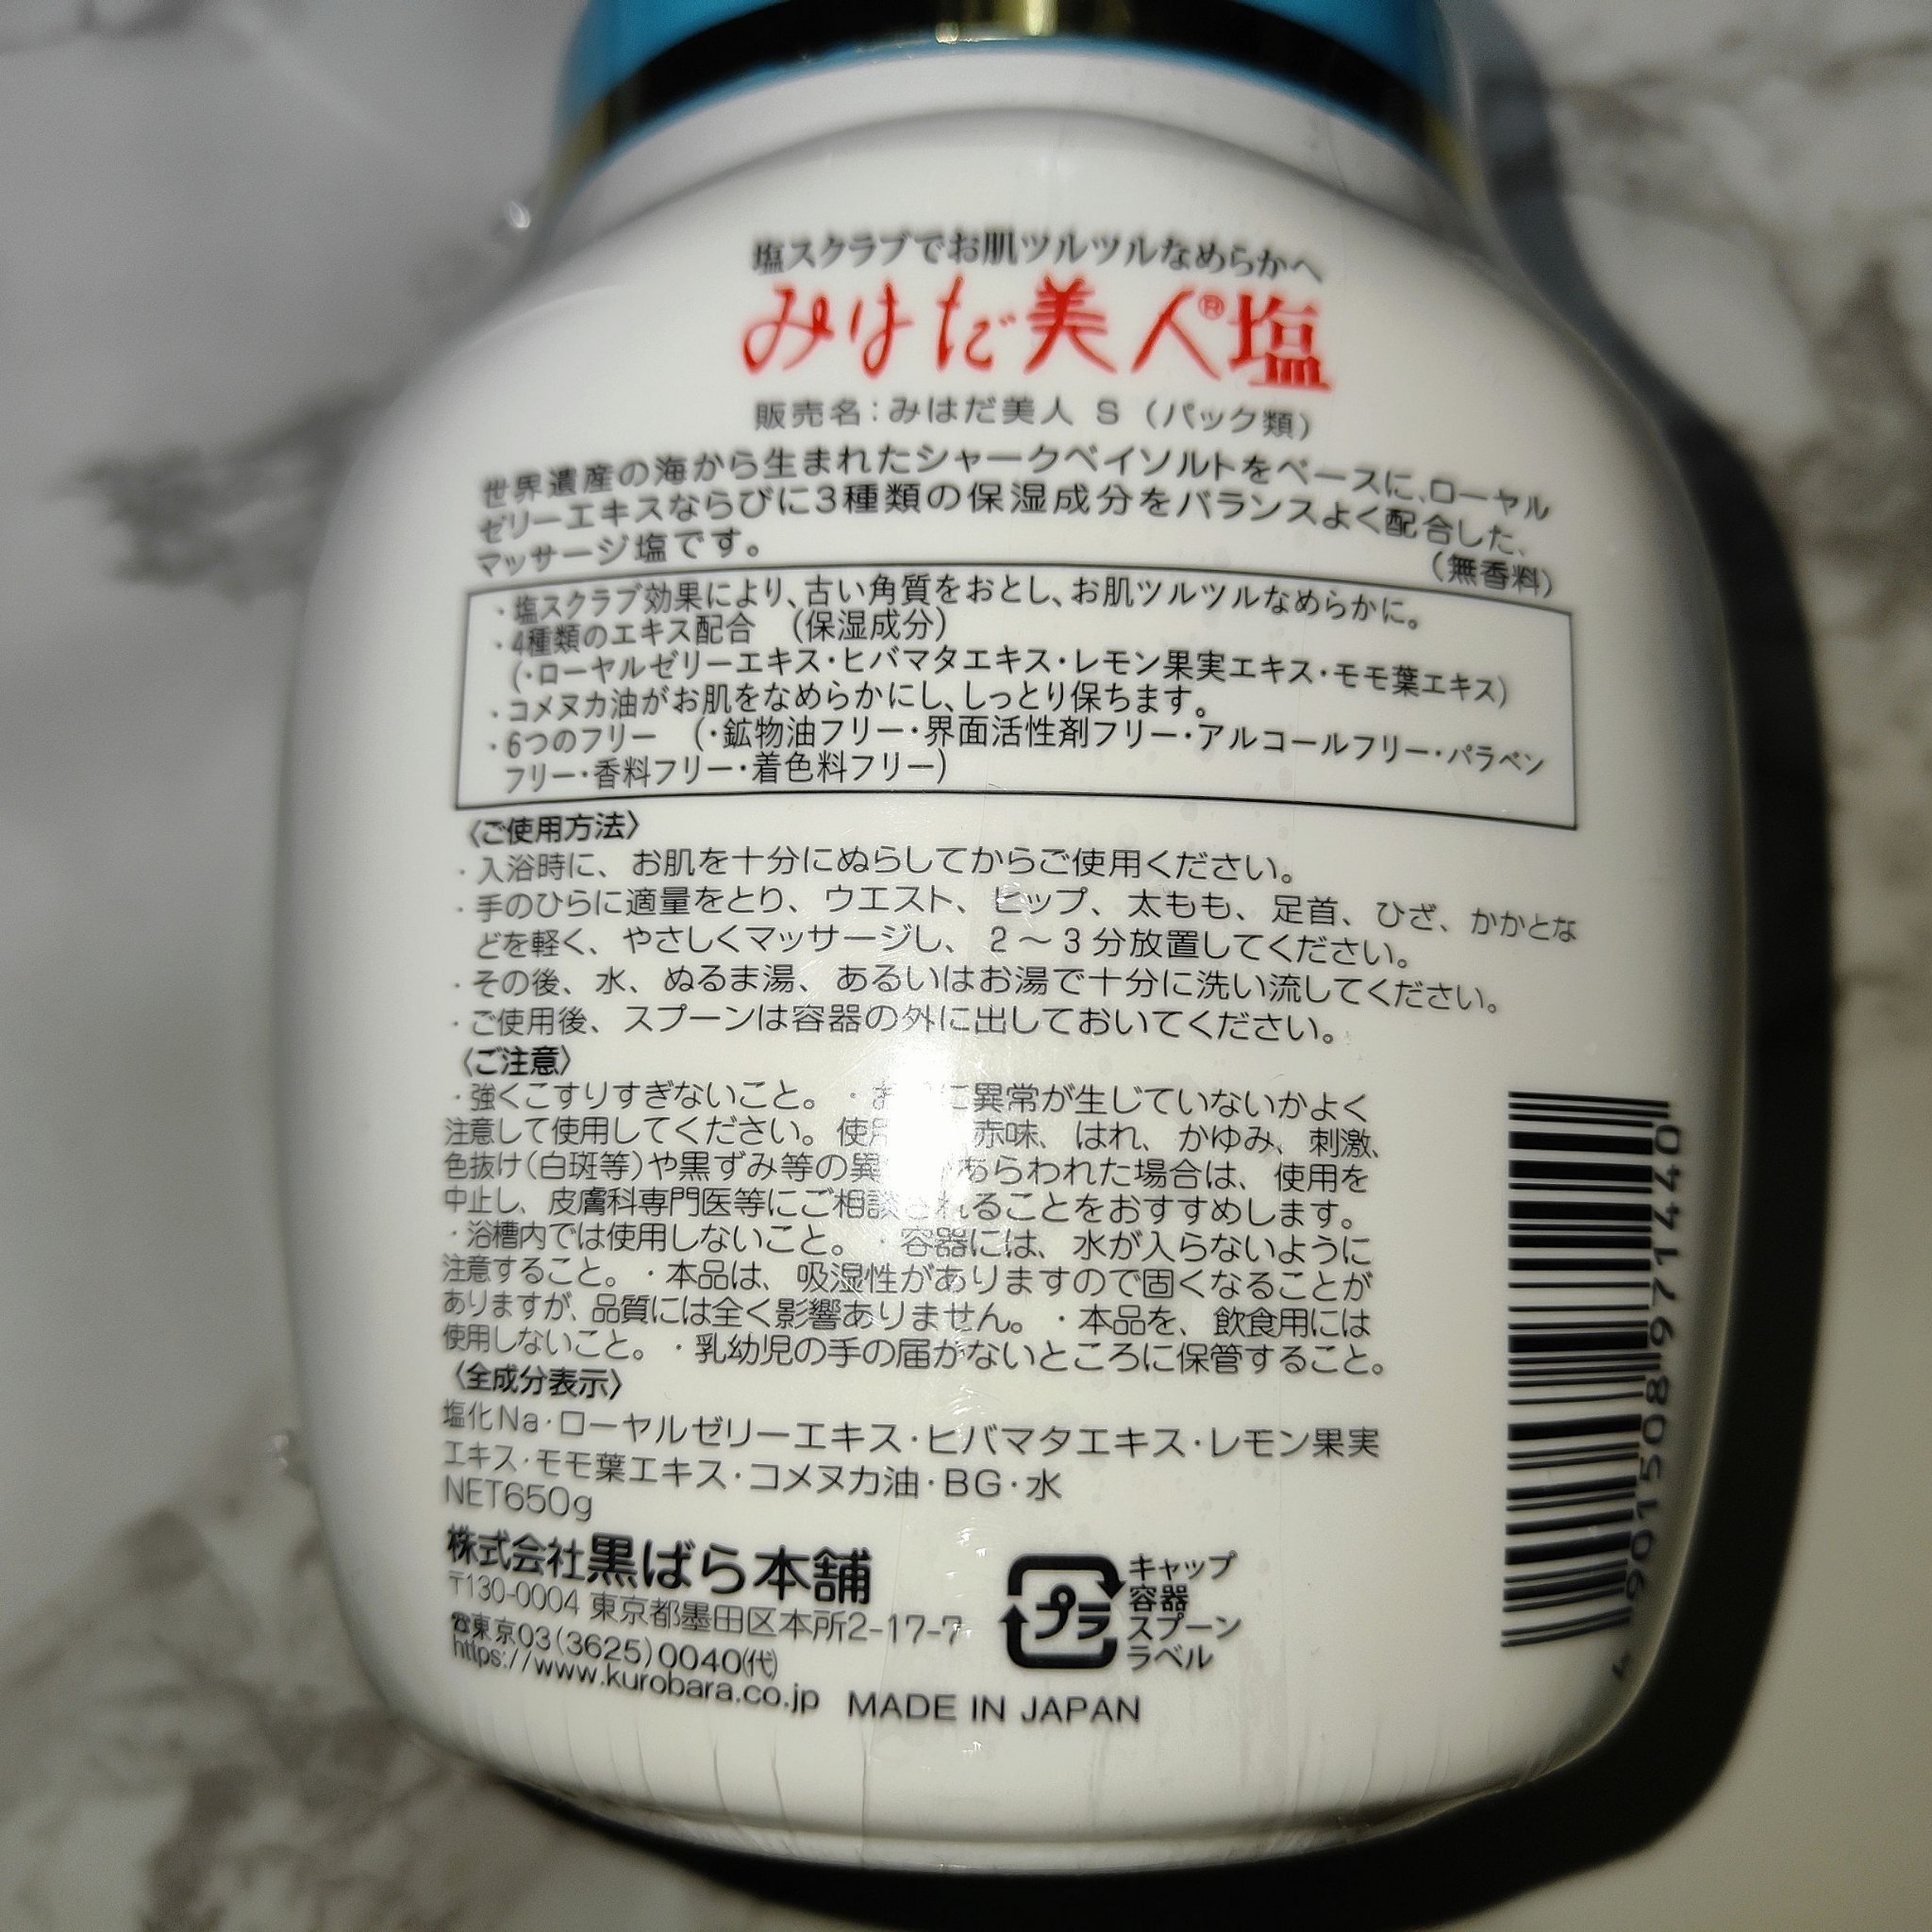 塩スクラブでお肌ツルツルなめらかへ
みはだ美人®塩
販売名：みはだ美人 S（パック類）
世界遺産の海から生まれたシャークベイソルトをベースに、ローヤル
ゼリーエキスならびに3種類の保湿成分をバランスよく配合した、
マッサージ塩です。
（無香料）
・塩スクラブ効果により、古い角質をおとし、お肌ツルツルなめらかに。
・4種類のエキス配合 （保湿成分）
(・ローヤルゼリーエキス・ヒバマタエキス・レモン果実エキス・モモ葉エキス)
・コメヌカ油がお肌をなめらかにし、しっとり保ちます。
・6つのフリー （・鉱物油フリー・界面活性剤フリー・アルコールフリー・パラベン
フリー・香料フリー・着色料フリー)
〈ご使用方法〉
・入浴時に、お肌を十分にぬらしてからご使用ください。
・手のひらに適量をとり、ウエスト、ヒップ、太もも、足首、ひざ、かかとな
どを軽く、やさしくマッサージし、2～3分放置してください。
・その後、水、ぬるま湯、あるいはお湯で十分に洗い流してください。
・ご使用後、スプーンは容器の外に出しておいてください。
〈ご注意〉
・強くこすりすぎないこと。・お に異常が生じていないかよく
注意して使用してください。使用 赤味、はれ、かゆみ、刺激、
色抜け(白斑等)や黒ずみ等の異 あらわれた場合は、使用を
中止し、皮膚科専門医等にご相談されることをおすすめします。
・浴槽内では使用しないこと。・容器には、水が入らないように
注意すること。・本品は、吸湿性がありますので固くなることが
ありますが、品質には全く影響ありません。・本品を、飲食用には
使用しないこと。・乳幼児の手の届かないところに保管すること。
〈全成分表示〉
塩化Na・ローヤルゼリーエキス・ヒバマタエキス・レモン果実
エキス・モモ葉エキス・コメヌカ油・BG・水
NET650g
株式会社黒ばら本舗
〒130-0004 東京都墨田区本所2-17-7
☎東京03(3625)0040(代)
https://www.kurobara.co.jp MADE IN JAPAN
プラ
キャップ
容器
スプーン
ラベル
4 901508 971440